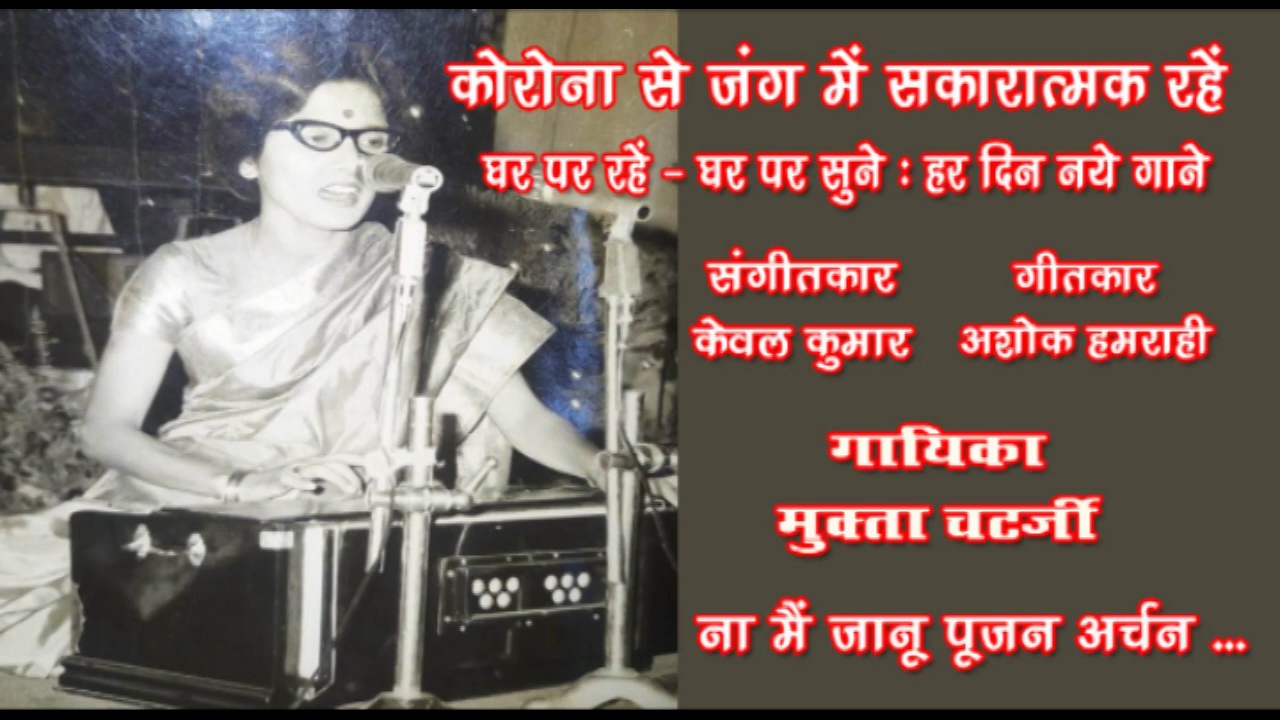 कोरोना से जंग में सकारात्मक रहें
घर पर रहें - घर पर सुने : हर दिन नये गाने
संगीतकार गीतकार
केवल कुमार अशोक हमराही
गायिका
मुक्ता चटर्जी
ना मैं जानू पूजन अर्चन ...